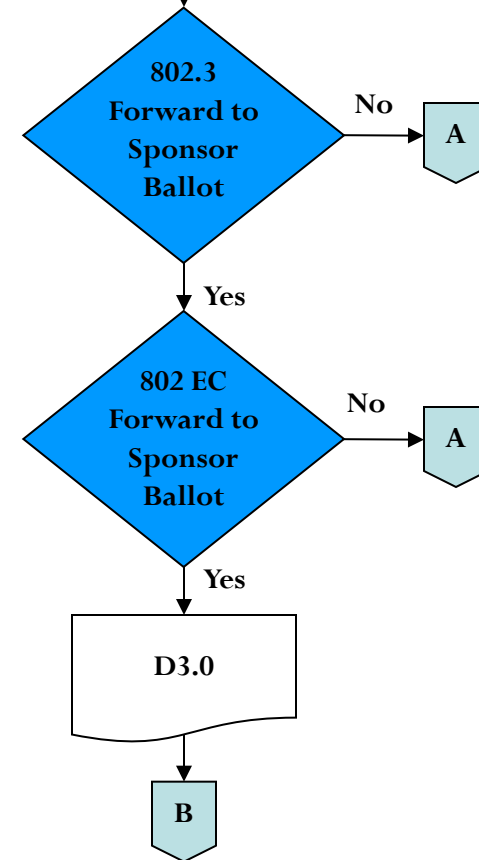 802.3
Forward to
Sponsor
Ballot
No
A
Yes
802 EC
Forward to
Sponsor
Ballot
No
A
Yes
D3.0
B